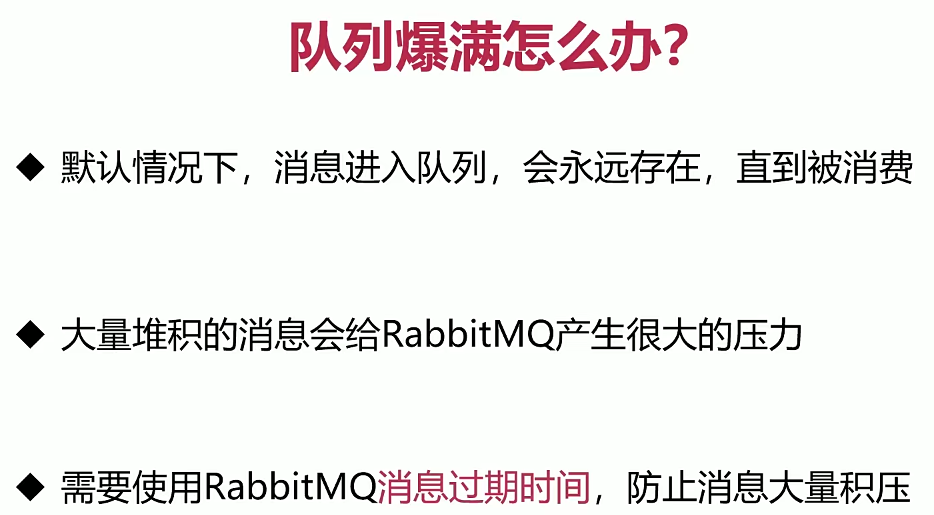 队列爆满怎么办?
◆ 默认情况下，消息进入队列，会永远存在，直到被消费
◆ 大量堆积的消息会给RabbitMQ产生很大的压力
◆ 需要使用RabbitMQ消息过期时间，防止消息大量积压